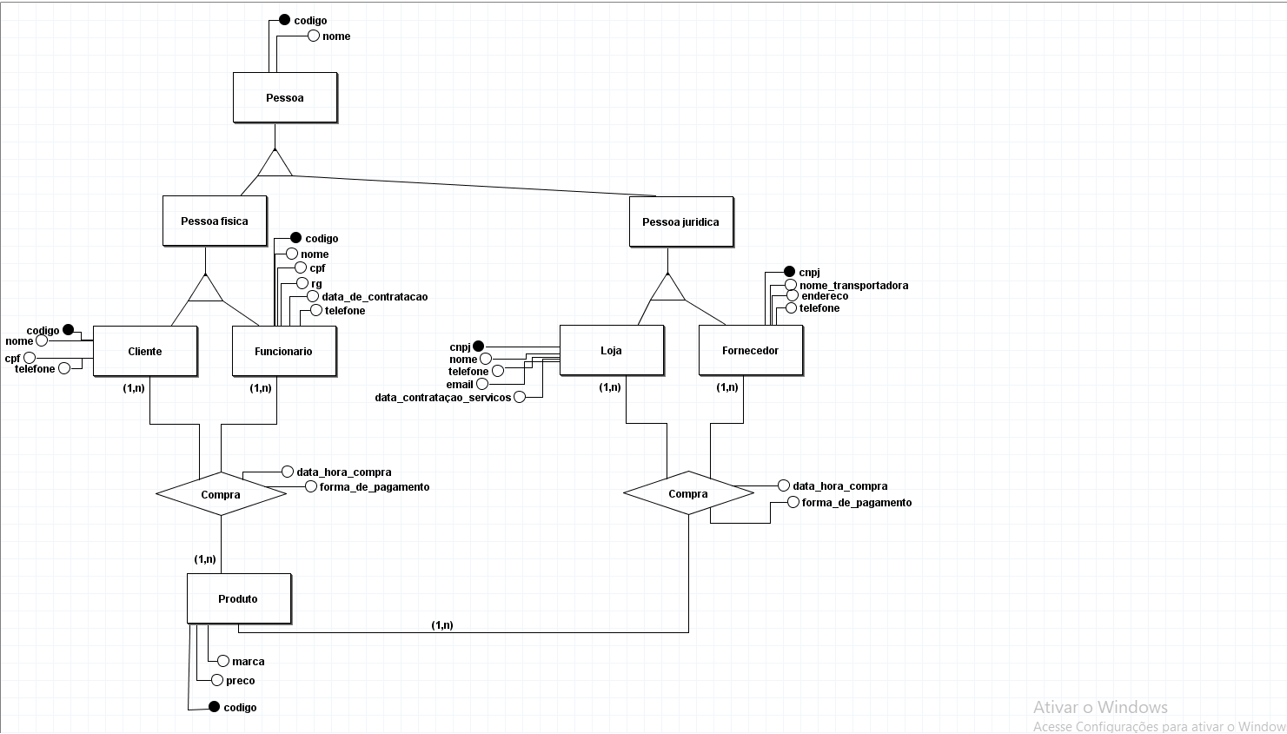 codigo
nome
Pessoa
Pessoa fisica
Pessoa juridica
codigo
nome
cpf
rg
data_de_contratacao
telefone
cnpj
nome_transportadora
endereco
telefone
codigo
nome
cpf
telefone
Cliente
Funcionario
cnpj
nome
telefone
email
data_contrataçao_servicos
Loja
Fornecedor
(1,n)
(1,n)
(1,n)
(1,n)
data_hora_compra
forma_de_pagamento
Compra
data_hora_compra
forma_de_pagamento
Compra
(1,n)
Produto
(1,n)
marca
preco
codigo
Ativar o Windows
Acesse Configurações para ativar o Window